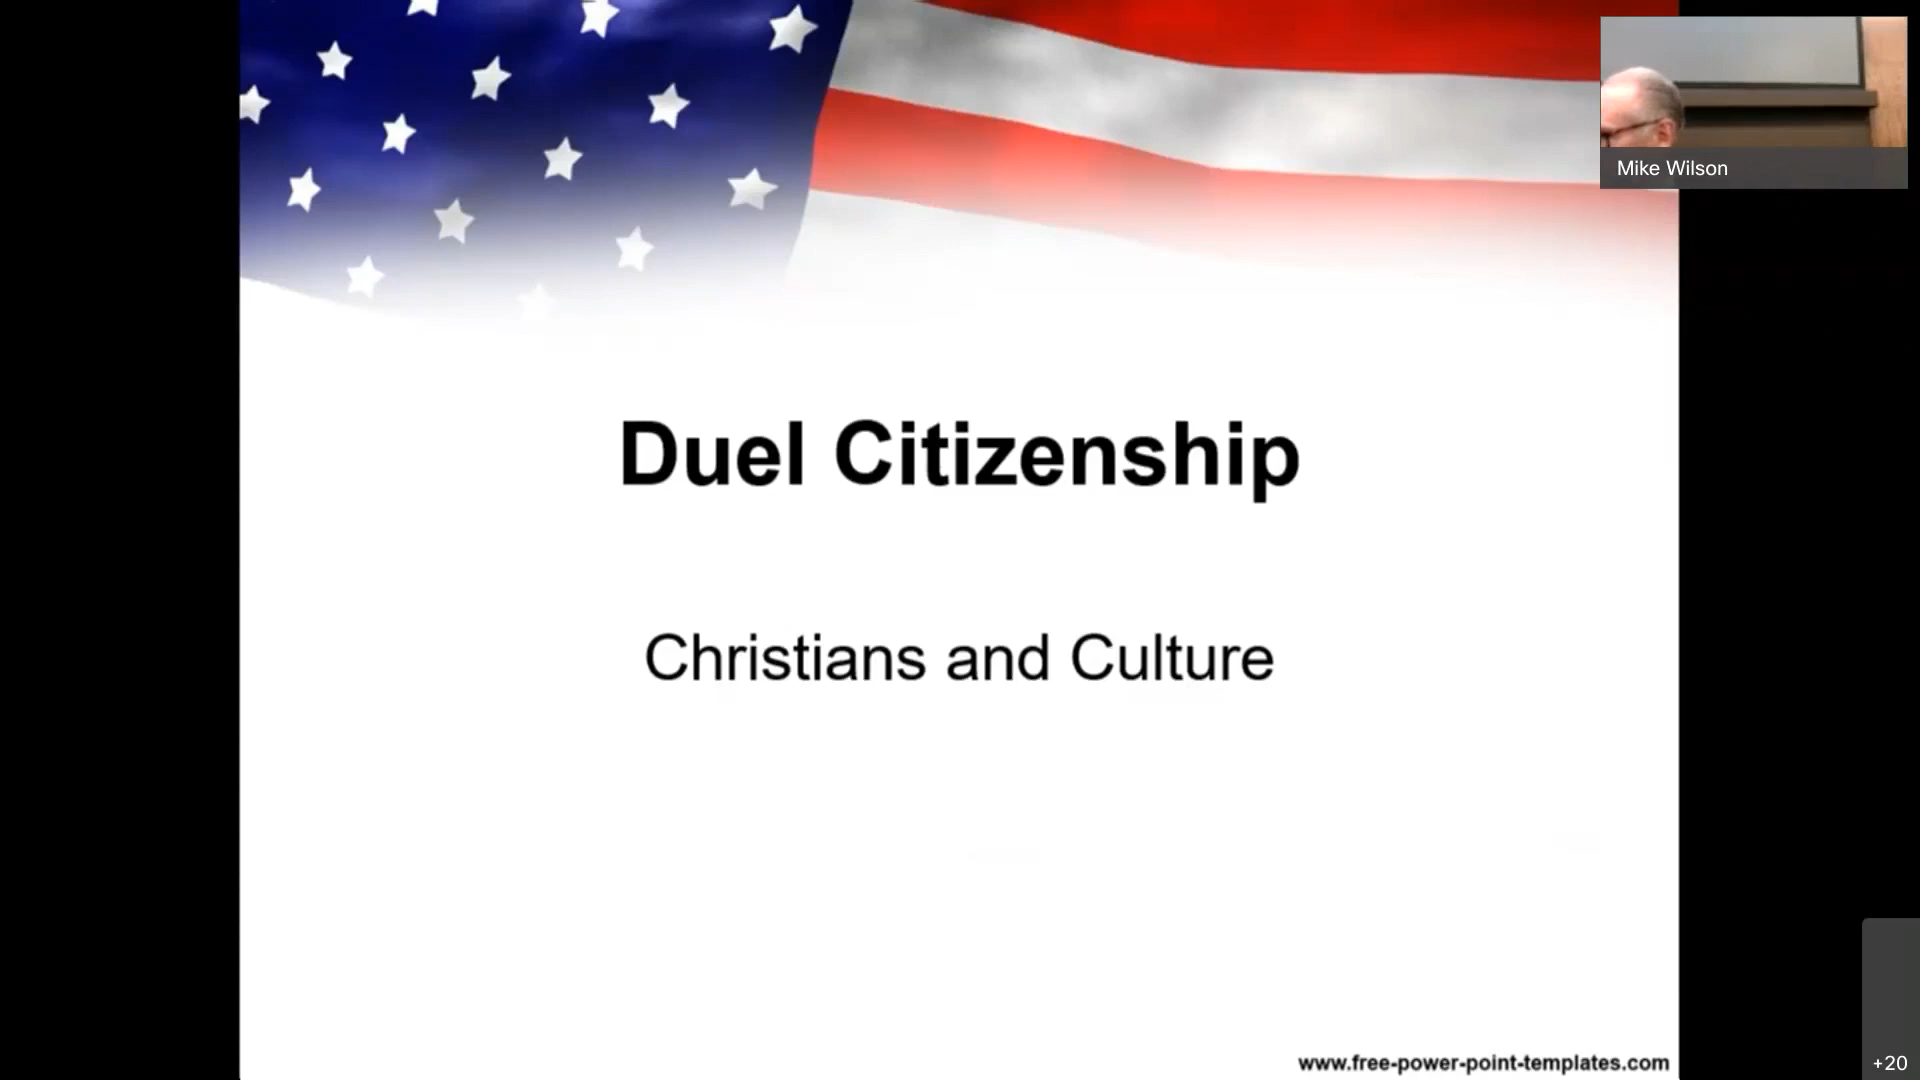 Mike Wilson
Duel Citizenship
Christians and Culture
www.free-power-point-templates.com
+20